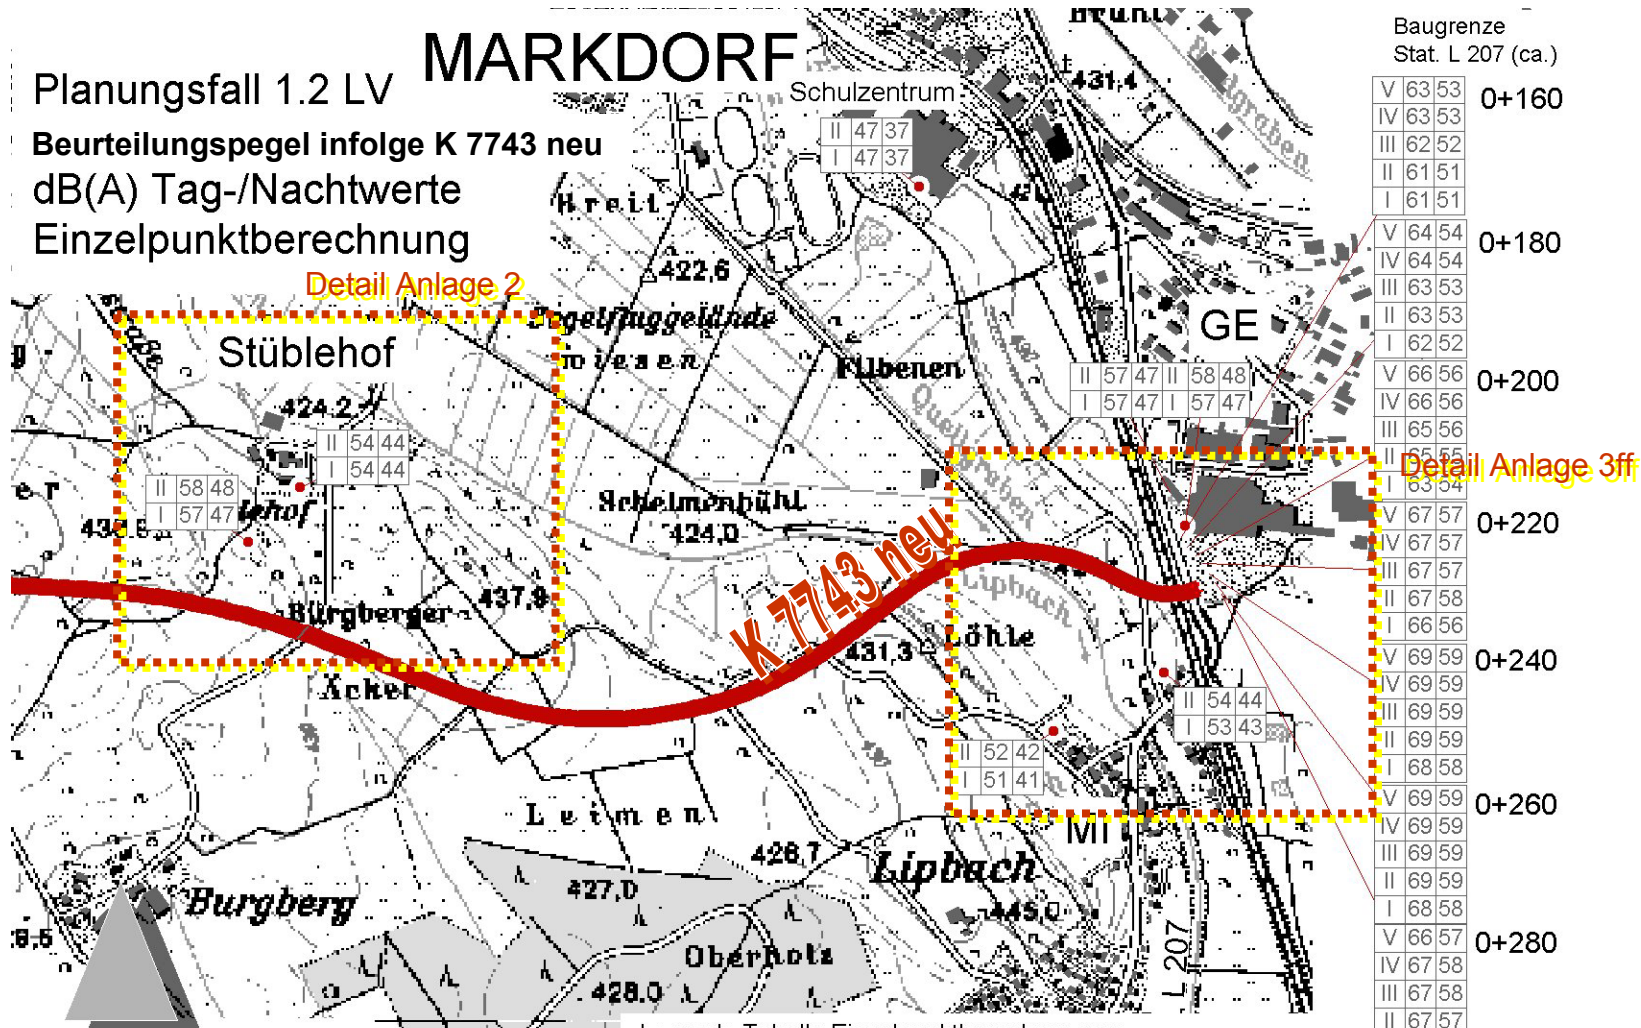 MARKDORF
Planungsfall 1.2 LV
Beurteilungspegel infolge K 7743 neu
dB(A) Tag-/Nachtwerte
Einzelpunktberechnung
Detail Anlage 2
Schulzentrum
II 47 37
I 47 37
431,4
Kreit
422,6
Segelfluggelände
wiesen
Filbenen
GE
II 57 47 II 58 48
I 57 47 I 57 47
Stüblehof
424.2
II 54 44
I 54 44
II 58 48
I 57 47
lehof
Schelmenbühl
424,0
K 7743 neu
Lipbach
Bürgberger
437,9
Äcker
431,3
Löhle
II 54 44
I 53 43
II 52 42
I 51 41
MI
Leimen
426,7
Lipbach
427,0
445,0
Burgberg
Oberholz
428.0
L 207
Baugrenze
Stat. L 207 (ca.)
V 63 53 0+160
IV 63 53
III 62 52
II 61 51
I 61 51
V 64 54 0+180
IV 64 54
III 63 53
II 63 53
I 62 52
V 66 56 0+200
IV 66 56
III 65 56
II 65 55
Detail Anlage 3ff
I 63 54
V 67 57 0+220
IV 67 57
III 67 57
II 67 58
I 66 56
V 69 59 0+240
IV 69 59
III 69 59
II 69 59
I 68 58
V 69 59 0+260
IV 69 59
III 69 59
II 69 59
I 68 58
V 66 57 0+280
IV 67 58
III 67 58
II 67 57